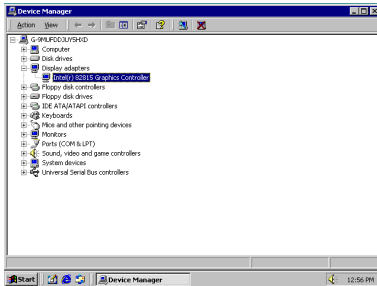 Device Manager
Action View
G-9MUFDD3UY5HXD
Computer
Disk drives
Display adapters
Intel(r) 82815 Graphics Controller
Floppy disk controllers
Floppy disk drives
IDE ATA/ATAPI controllers
Keyboards
Mice and other pointing devices
Monitors
Ports (COM & LPT)
Sound, video and game controllers
System devices
Universal Serial Bus controllers
Start
Device Manager
12:56 PM